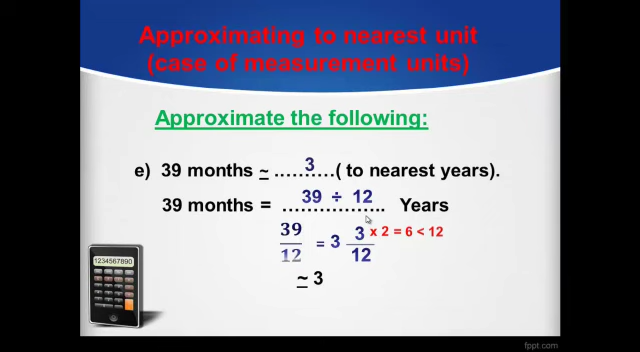 Approximating to nearest unit
(case of measurement units)
Approximate the following:
e) 39 months ~ ....3......( to nearest years).
39 months = 39 ÷ 12 ................. Years
39/12 = 3 3/12 x 2 = 6 < 12
~ 3
1234567890
fppt.com